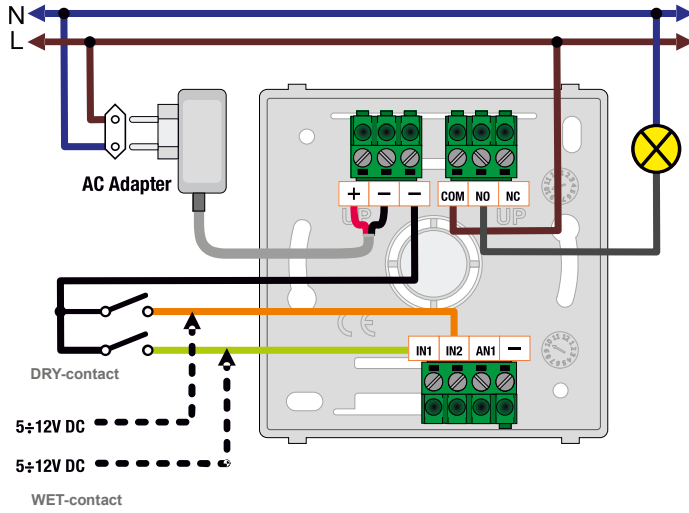 N
L
AC Adapter
+ − −
COM NO NC
UP
UP
CE
IN1 IN2 AN1 −
DRY-contact
5÷12V DC
5÷12V DC
WET-contact